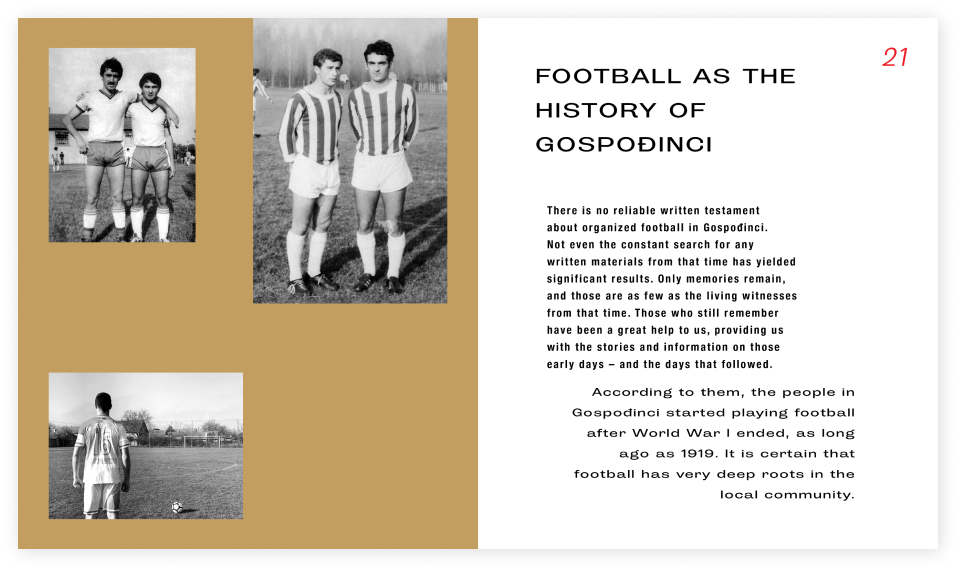 21
FOOTBALL AS THE
HISTORY OF
GOSPOĐINCI
There is no reliable written testament
about organized football in Gospođinci.
Not even the constant search for any
written materials from that time has yielded
significant results. Only memories remain,
and those are as few as the living witnesses
from that time. Those who still remember
have been a great help to us, providing us
with the stories and information on those
early days – and the days that followed.
According to them, the people in
Gospođinci started playing football
after World War I ended, as long
ago as 1919. It is certain that
football has very deep roots in the
local community.